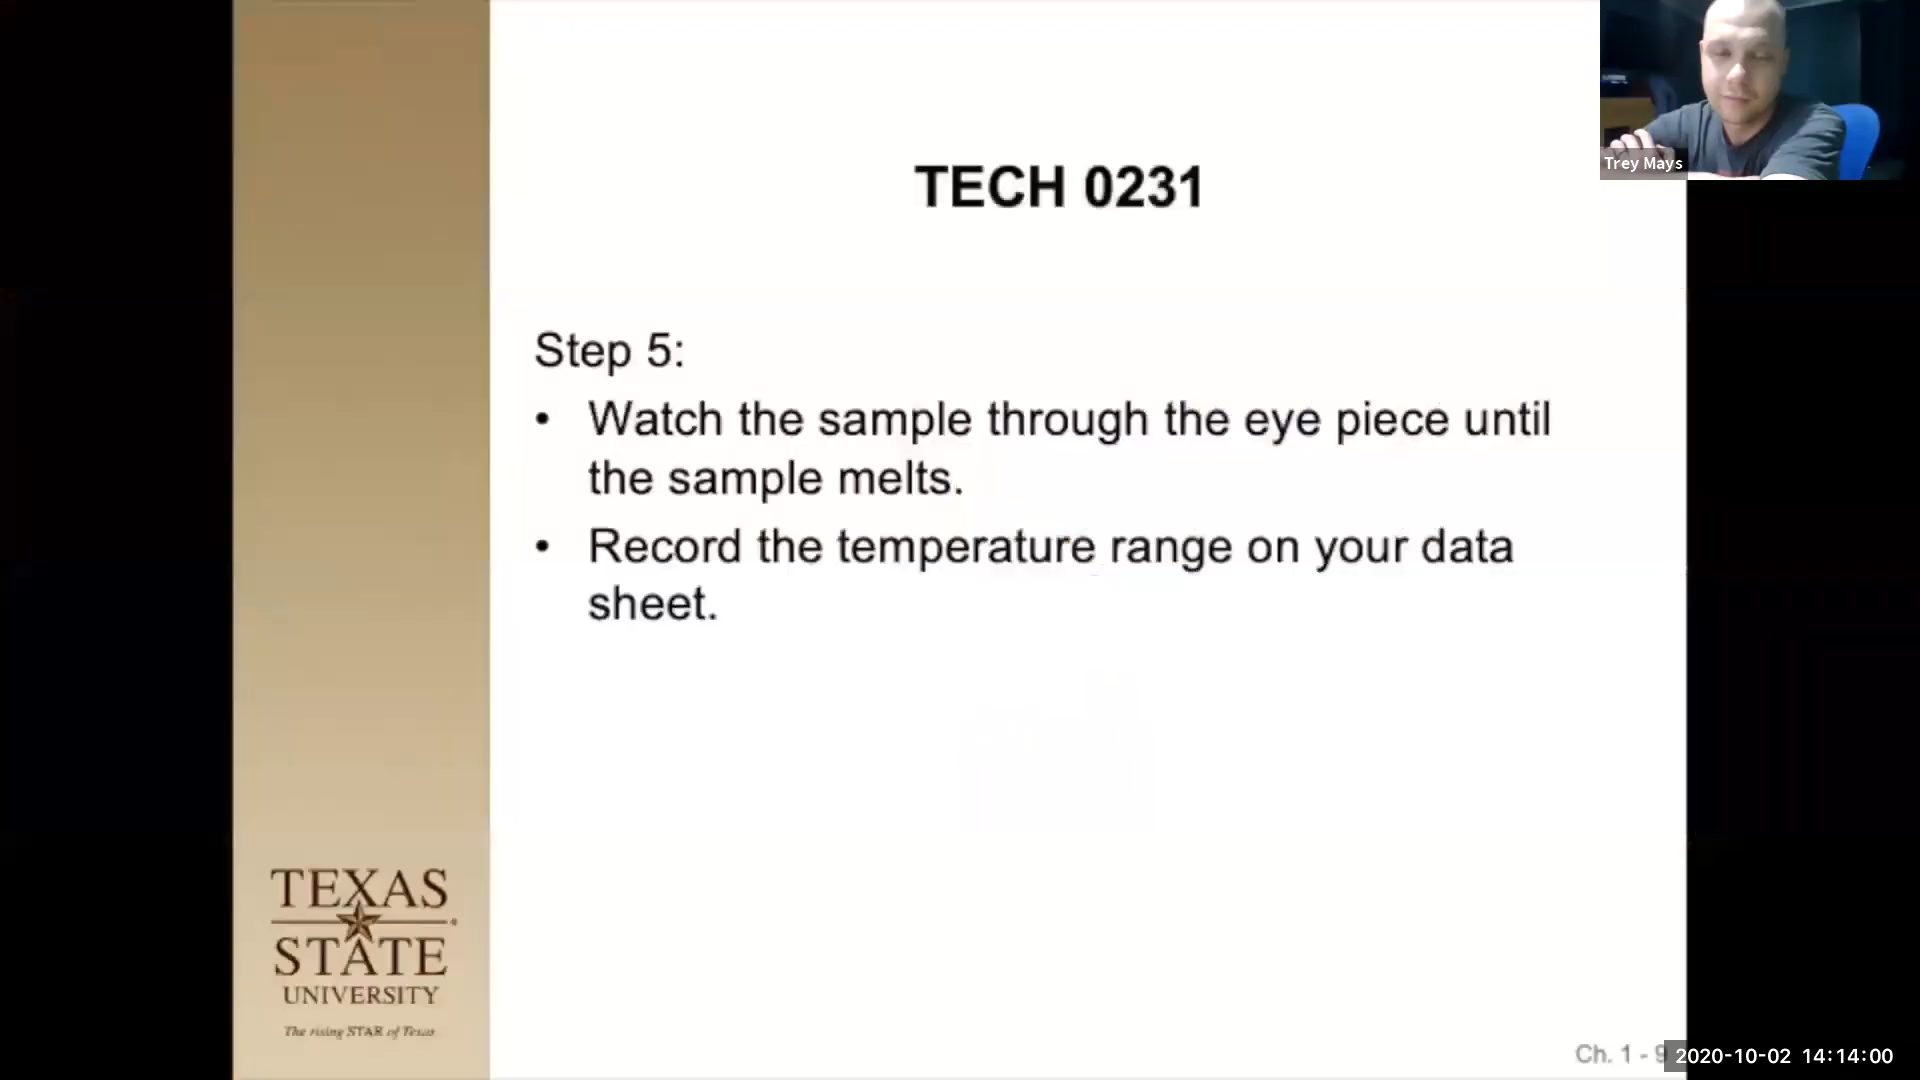 Trey Mays
TECH 0231
Step 5:
• Watch the sample through the eye piece until
the sample melts.
• Record the temperature range on your data
sheet.
TEXAS
STATE
UNIVERSITY
The rising STAR of Texas
Ch. 1 - 9
2020-10-02 14:14:00